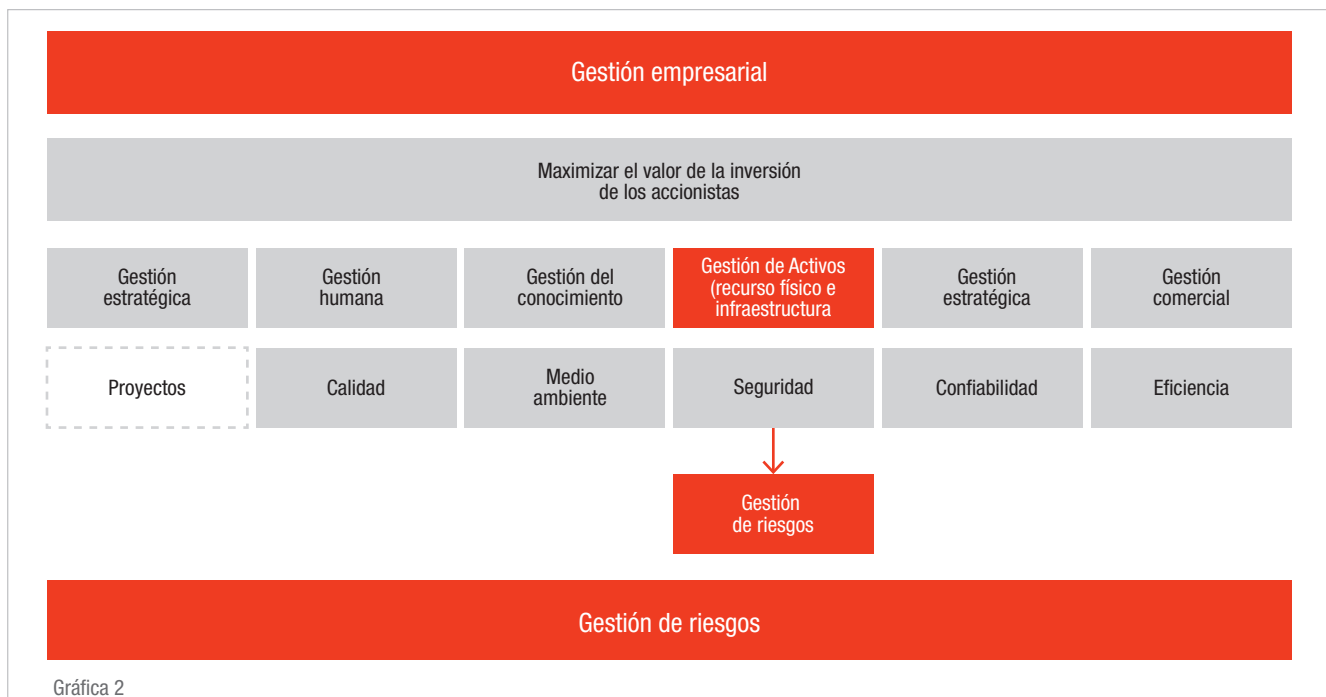 Gestión empresarial
Maximizar el valor de la inversión
de los accionistas
Gestión
estratégica
Gestión
humana
Gestión del
conocimiento
Gestión de Activos
(recurso físico e
infraestructura
Gestión
estratégica
Gestión
comercial
Proyectos
Calidad
Medio
ambiente
Seguridad
Confiabilidad
Eficiencia
Gestión
de riesgos
Gestión de riesgos
Gráfica 2